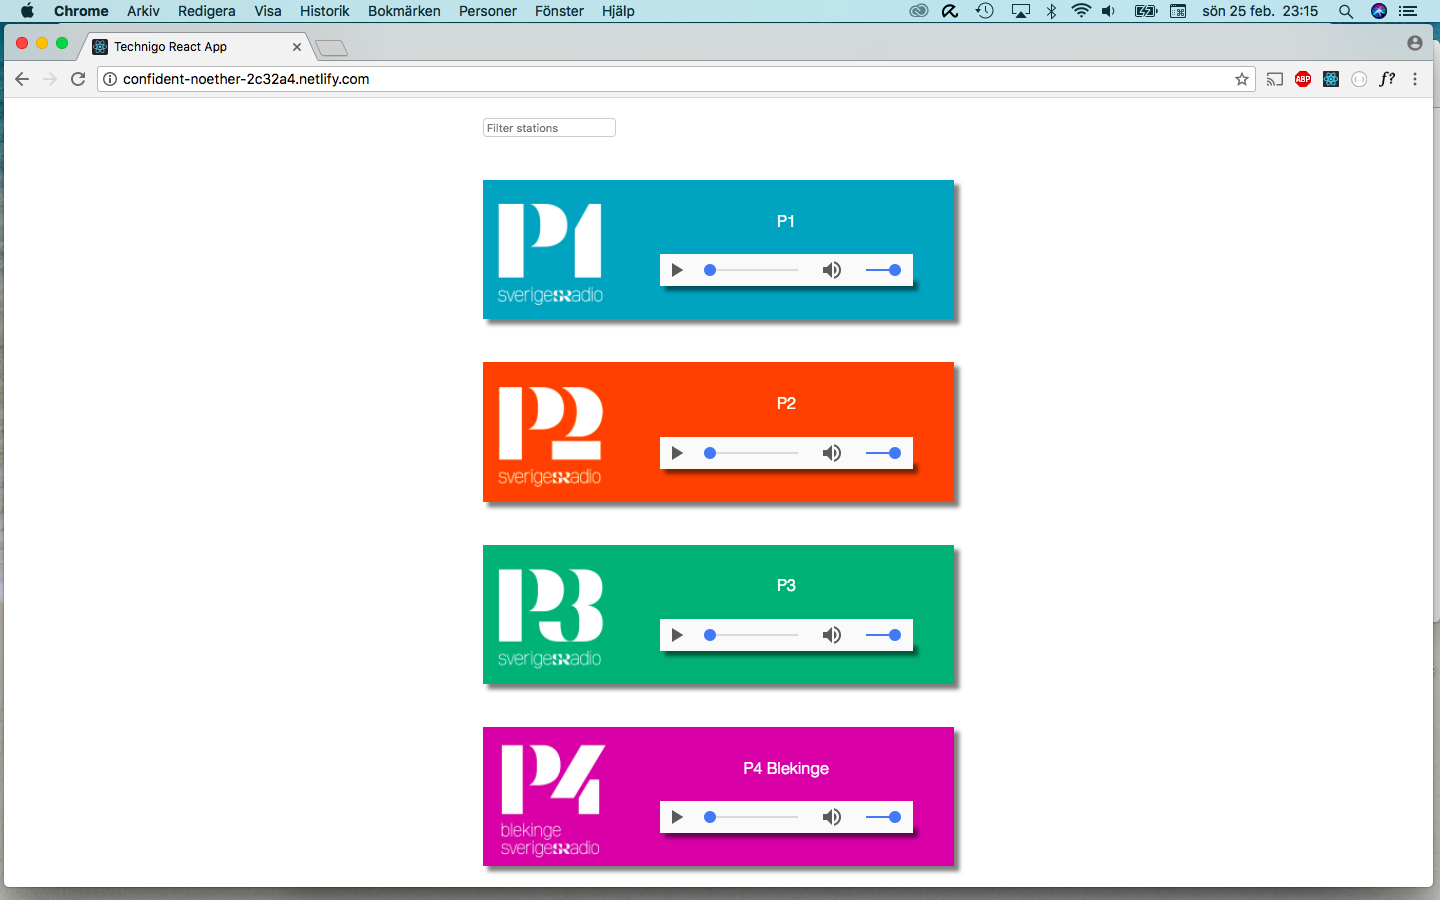 Chrome Arkiv Redigera Visa Historik Bokmärken Personer Fönster Hjälp sön 25 feb. 23:15
Technigo React App
confident-noether-2c32a4.netlify.com ABP f?
Filter stations
P1
P1
sverigesRadio
P2
P2
sverigesRadio
P3
P3
sverigesRadio
P4 Blekinge
P4
blekinge
sverigesRadio